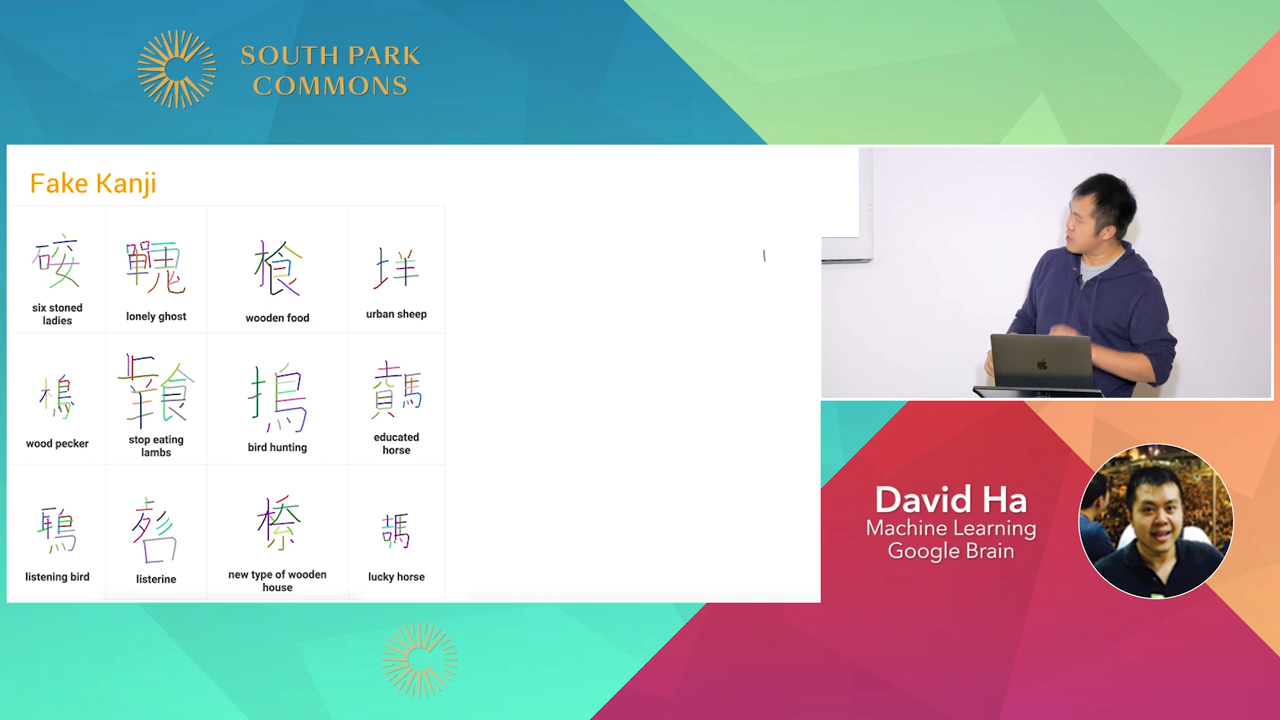 SOUTH PARK
COMMONS
Fake Kanji
six stoned
ladies
lonely ghost
wooden food
urban sheep
wood pecker
stop eating
lambs
bird hunting
educated
horse
listening bird
listerine
new type of wooden
house
lucky horse
David Ha
Machine Learning
Google Brain